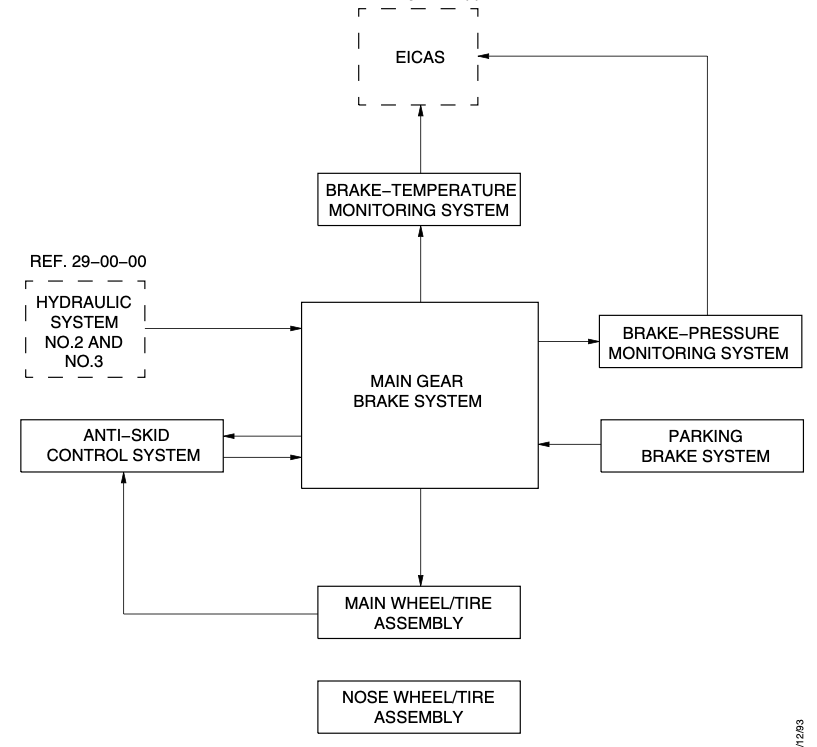 EICAS
BRAKE–TEMPERATURE
MONITORING SYSTEM
REF. 29–00–00
HYDRAULIC
SYSTEM
NO.2 AND
NO.3
BRAKE–PRESSURE
MONITORING SYSTEM
MAIN GEAR
BRAKE SYSTEM
ANTI–SKID
CONTROL SYSTEM
PARKING
BRAKE SYSTEM
MAIN WHEEL/TIRE
ASSEMBLY
NOSE WHEEL/TIRE
ASSEMBLY
/12/93